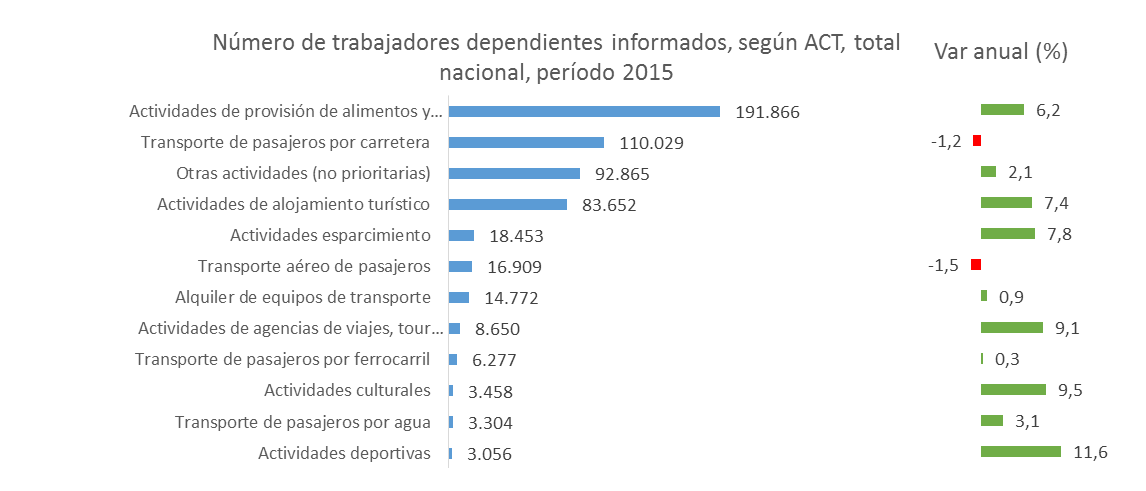 Número de trabajadores dependientes informados, según ACT, total
nacional, período 2015
Var anual (%)
Actividades de provisión de alimentos y… 191.866 6,2
Transporte de pasajeros por carretera 110.029 -1,2
Otras actividades (no prioritarias) 92.865 2,1
Actividades de alojamiento turístico 83.652 7,4
Actividades esparcimiento 18.453 7,8
Transporte aéreo de pasajeros 16.909 -1,5
Alquiler de equipos de transporte 14.772 0,9
Actividades de agencias de viajes, tour… 8.650 9,1
Transporte de pasajeros por ferrocarril 6.277 0,3
Actividades culturales 3.458 9,5
Transporte de pasajeros por agua 3.304 3,1
Actividades deportivas 3.056 11,6